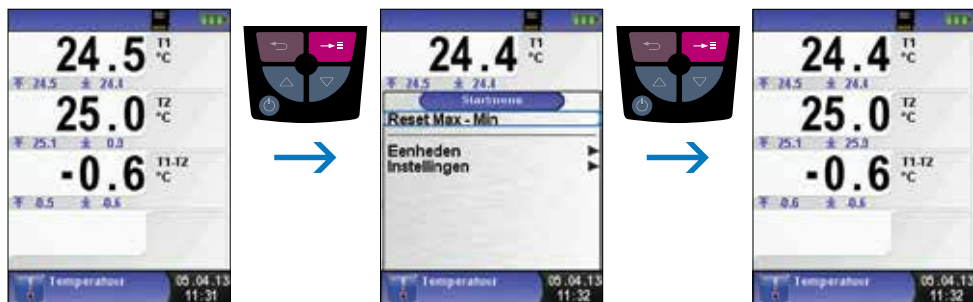 24.5 T1 °C
24.5 24.4
25.0 T2 °C
25.1 0.0
-0.6 T1-T2 °C
0.5 -0.6
Temperatuur
05.04.13
11:31
24.4 T1 °C
24.5 24.4
Startmenu
Reset Max - Min
Eenheden
Instellingen
Temperatuur
05.04.13
11:32
24.4 T1 °C
24.4 24.4
25.0 T2 °C
25.1 25.0
-0.6 T1-T2 °C
-0.6 -0.6
Temperatuur
05.04.13
11:32